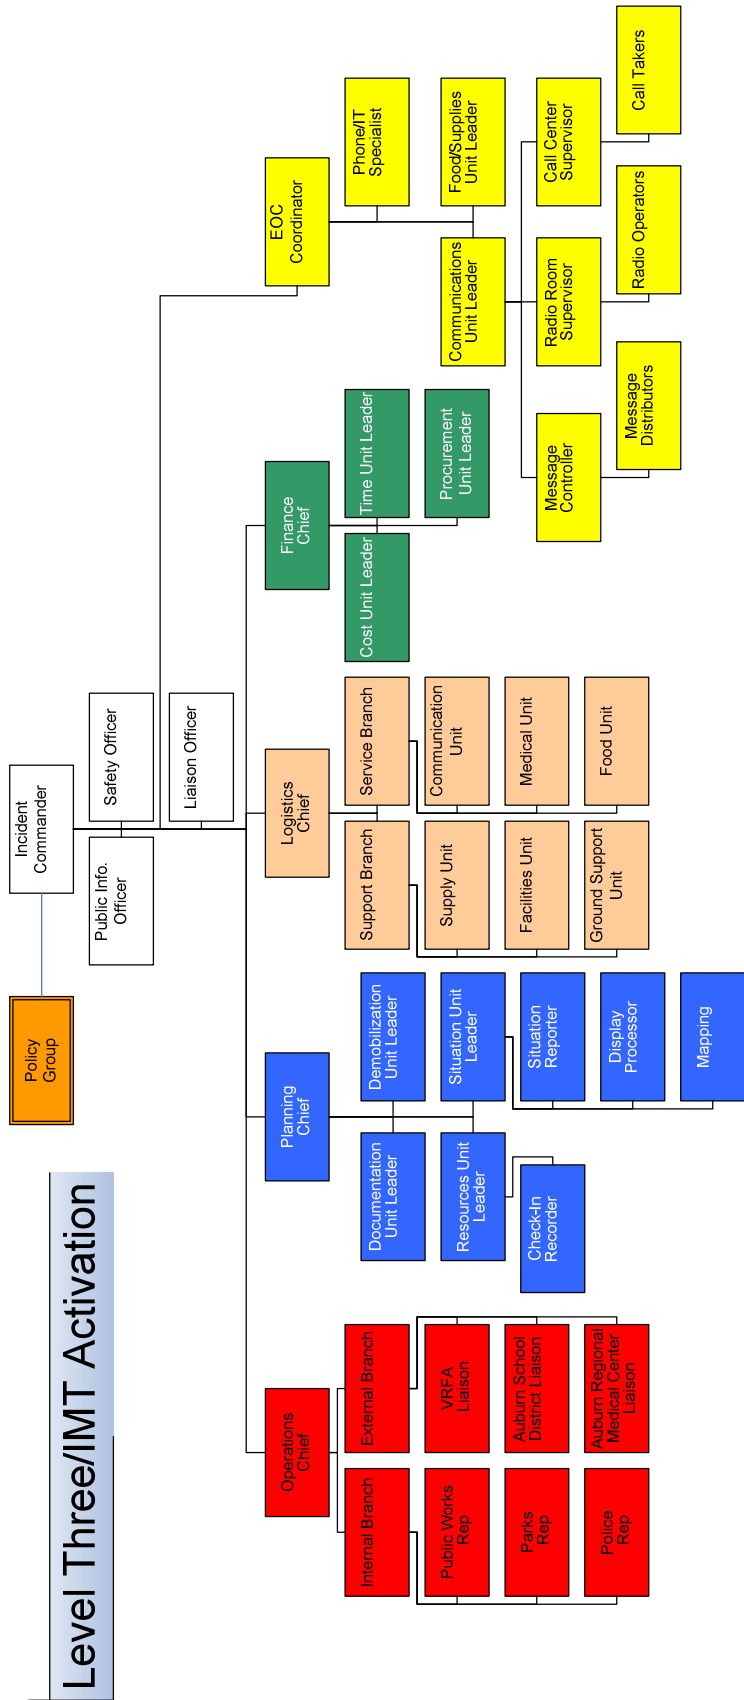 Level Three/IMT Activation
Policy
Group
Incident
Commander
Public Info.
Officer
Safety Officer
Liaison Officer
Operations
Chief
Internal Branch
Public Works
Rep
Parks
Rep
Police
Rep
External Branch
VRFA
Liaison
Auburn School
District Liaison
Auburn Regional
Medical Center
Liaison
Planning
Chief
Documentation
Unit Leader
Demobilization
Unit Leader
Resources Unit
Leader
Check-In
Recorder
Situation Unit
Leader
Situation
Reporter
Display
Processor
Mapping
Logistics
Chief
Support Branch
Supply Unit
Facilities Unit
Ground Support
Unit
Service Branch
Communication
Unit
Medical Unit
Food Unit
Finance
Chief
Cost Unit Leader
Time Unit Leader
Procurement
Unit Leader
EOC
Coordinator
Phone/IT
Specialist
Communications
Unit Leader
Food/Supplies
Unit Leader
Message
Controller
Message
Distributors
Radio Room
Supervisor
Radio Operators
Call Center
Supervisor
Call Takers